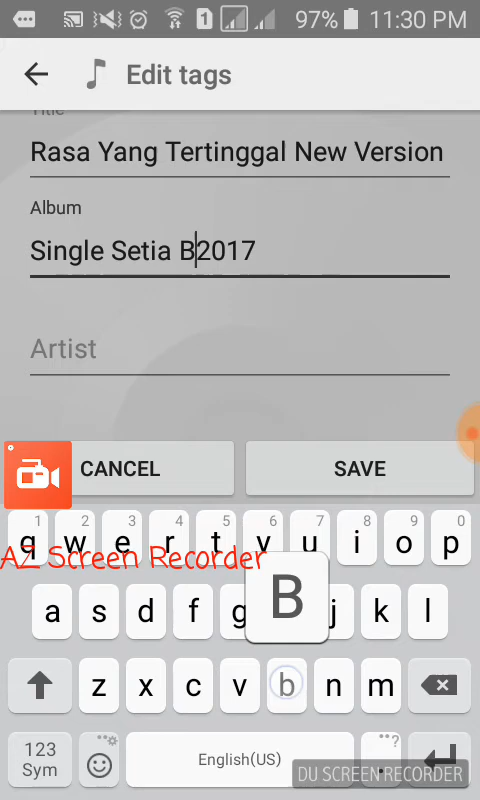 1 97% 11:30 PM
Edit tags
Title
Rasa Yang Tertinggal New Version
Album
Single Setia B2017
Artist
CANCEL SAVE
1 2 3 4 5 6 7 8 9 0
q w e r t y u i o p
AZ Screen Recorder
a s d f g B j k l
z x c v b n m
123 Sym English(US) . ?
DU SCREEN RECORDER